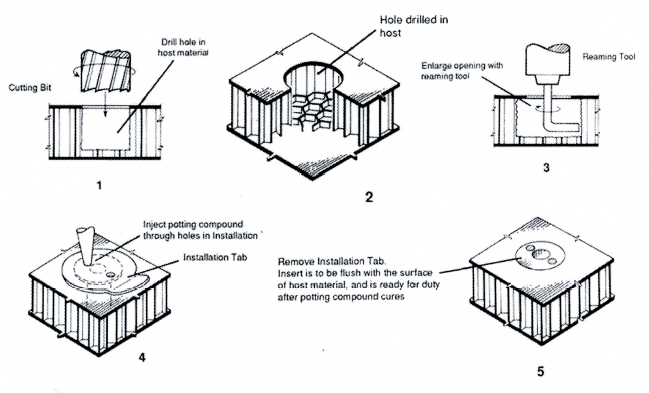 Cutting Bit
Drill hole in
host material
1
Hole drilled in
host
2
Enlarge opening with
reaming tool
Reaming Tool
3
Inject potting compound
through holes in Installation
Installation Tab
4
Remove Installation Tab.
Insert is to be flush with the surface
of host material, and is ready for duty
after potting compound cures
5